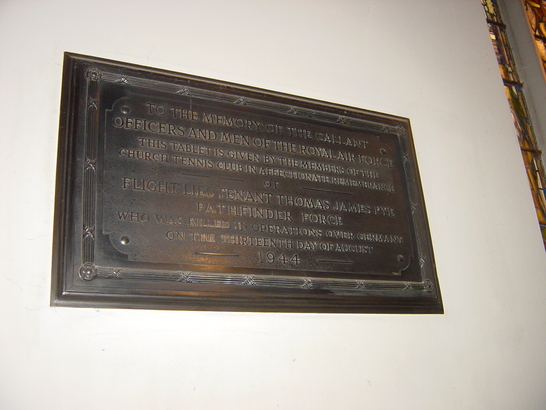 TO THE MEMORY OF THE GALLANT
OFFICERS AND MEN OF THE ROYAL AIR FORCE
THIS TABLET IS GIVEN BY THE MEMBERS OF THE
CHURCH TENNIS CLUB IN AFFECTIONATE REMEMBRANCE
OF
FLIGHT LIEUTENANT THOMAS JAMES PYE
PATHFINDER FORCE
WHO WAS KILLED IN OPERATIONS OVER GERMANY
ON THE THIRTEENTH DAY OF AUGUST
1944